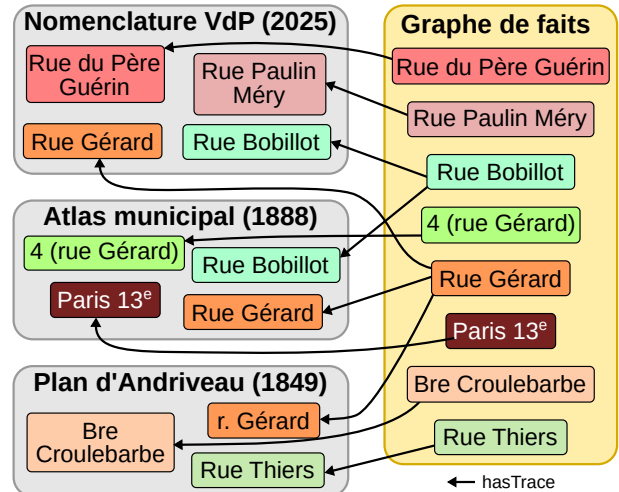 Nomenclature VdP (2025)
Rue du Père
Guérin
Rue Paulin
Méry
Rue Gérard
Rue Bobillot
Atlas municipal (1888)
4 (rue Gérard)
Rue Bobillot
Paris 13e
Rue Gérard
Plan d'Andriveau (1849)
r. Gérard
Bre
Croulebarbe
Rue Thiers
Graphe de faits
Rue du Père Guérin
Rue Paulin Méry
Rue Bobillot
4 (rue Gérard)
Rue Gérard
Paris 13e
Bre Croulebarbe
Rue Thiers
hasTrace